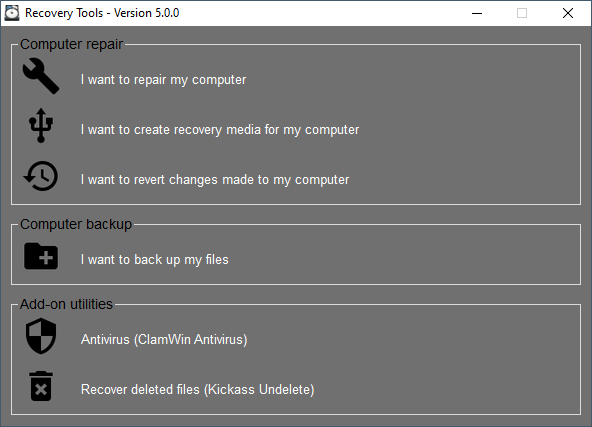 Recovery Tools - Version 5.0.0
Computer repair
I want to repair my computer
I want to create recovery media for my computer
I want to revert changes made to my computer
Computer backup
I want to back up my files
Add-on utilities
Antivirus (ClamWin Antivirus)
Recover deleted files (Kickass Undelete)